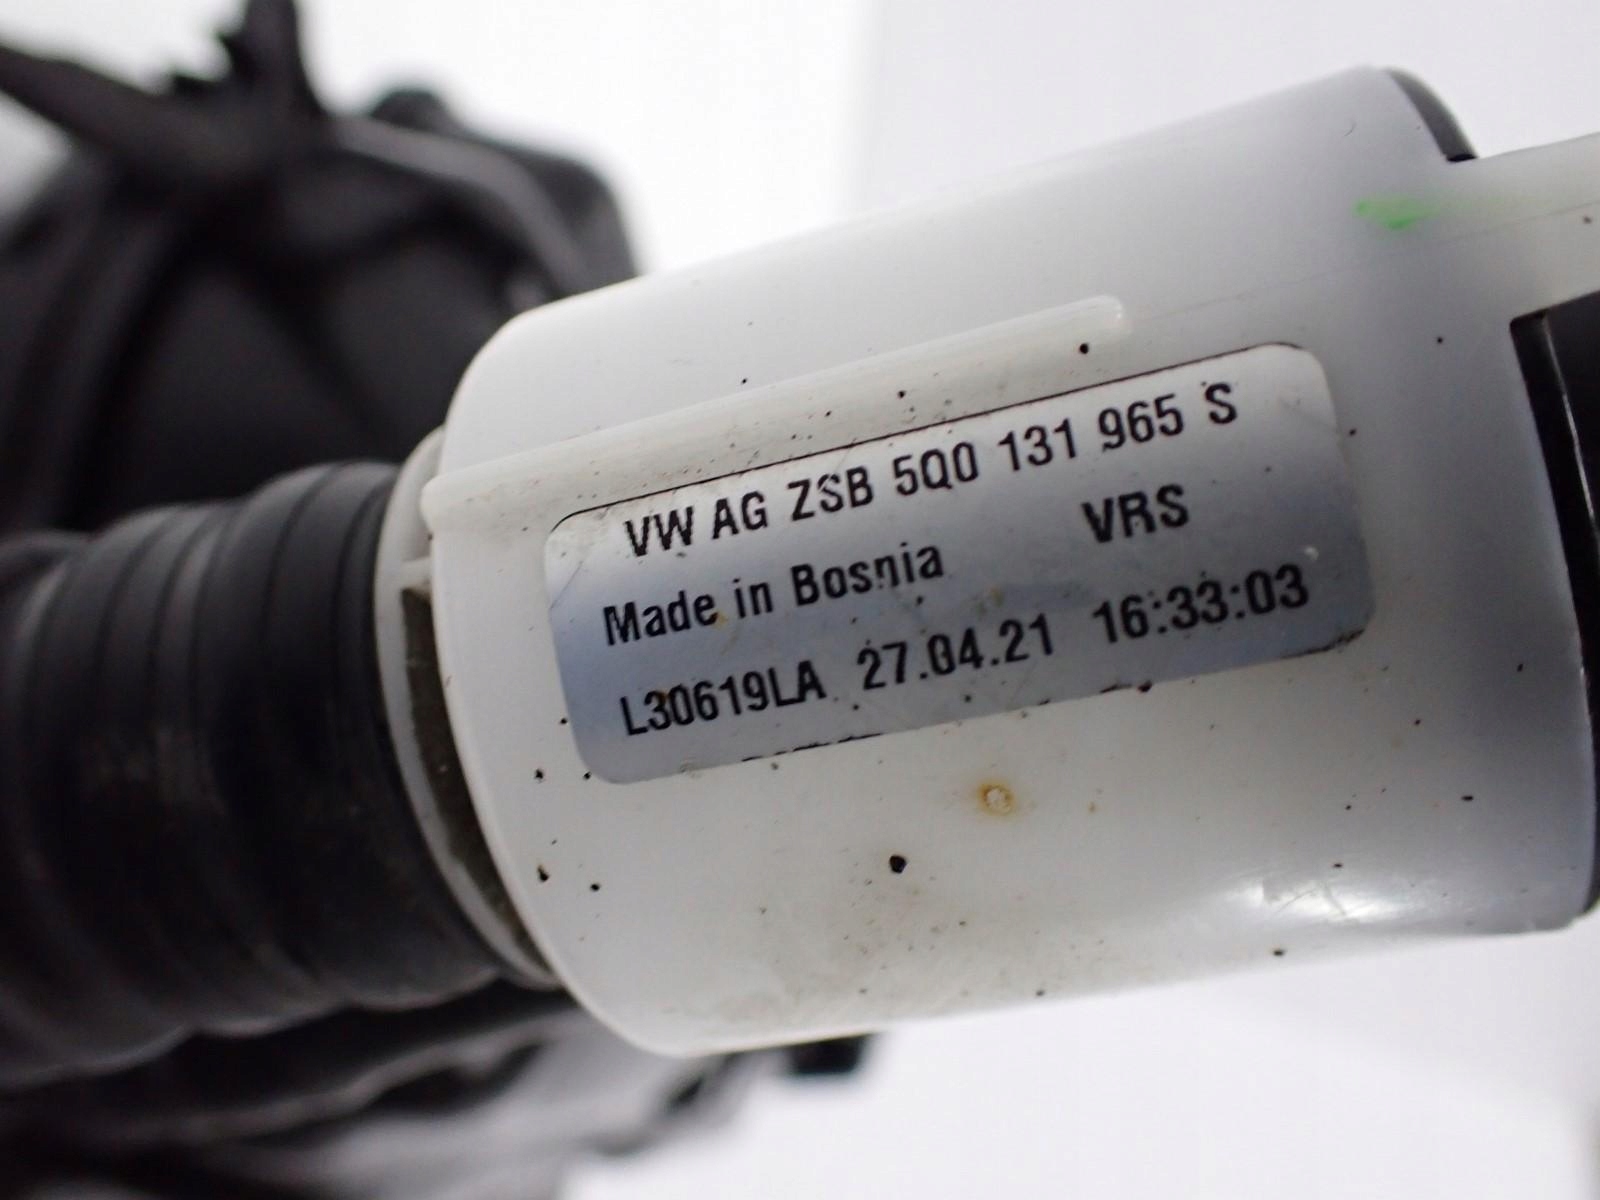 VW AG ZSB 5Q0 131 965 S
Made in Bosnia VRS
L30619LA 27.04.21 16:33:03